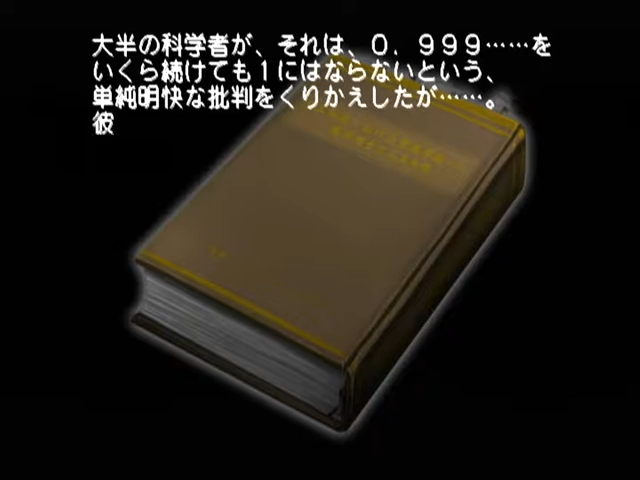 大半の科学者が、それは、０．９９９……を
いくら続けても１にはならないという、
単純明快な批判をくりかえしたが……。
彼